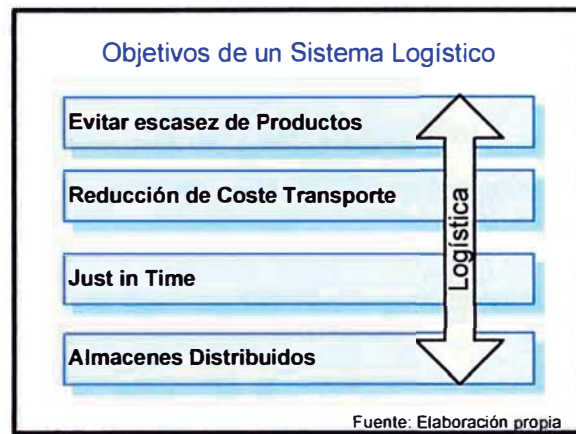 Objetivos de un Sistema Logístico
Evitar escasez de Productos
Reducción de Coste Transporte
Just in Time
Almacenes Distribuidos
Logística
Fuente: Elaboración propia